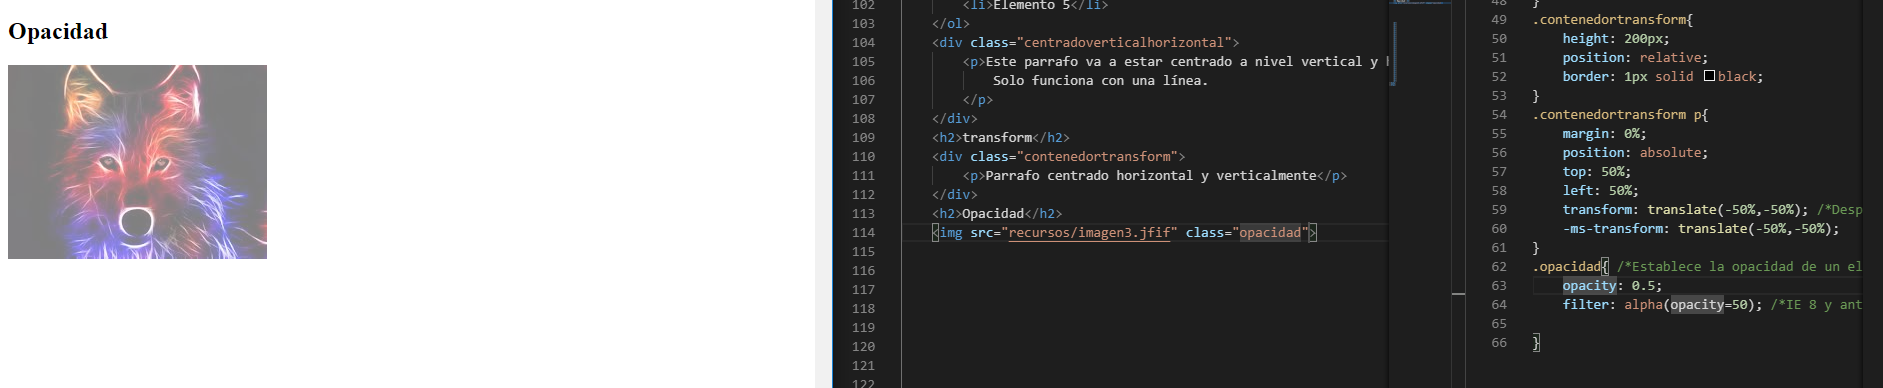 Opacidad
102 <li>Elemento 5</li>
103 </ol>
104 <div class="centradoverticalhorizontal">
105 <p>Este parrafo va a estar centrado a nivel vertical y
106 Solo funciona con una línea.
107 </p>
108 </div>
109 <h2>transform</h2>
110 <div class="contenedortransform">
111 <p>Parrafo centrado horizontal y verticalmente</p>
112 </div>
113 <h2>Opacidad</h2>
114 <img src="recursos/imagen3.jfif" class="opacidad">
115
116
117
118
119
120
121
122
48 }
49 .contenedortransform{
50 height: 200px;
51 position: relative;
52 border: 1px solid black;
53 }
54 .contenedortransform p{
55 margin: 0%;
56 position: absolute;
57 top: 50%;
58 left: 50%;
59 transform: translate(-50%,-50%); /*Desp
60 -ms-transform: translate(-50%,-50%);
61 }
62 .opacidad{ /*Establece la opacidad de un el
63 opacity: 0.5;
64 filter: alpha(opacity=50); /*IE 8 y ant
65
66 }